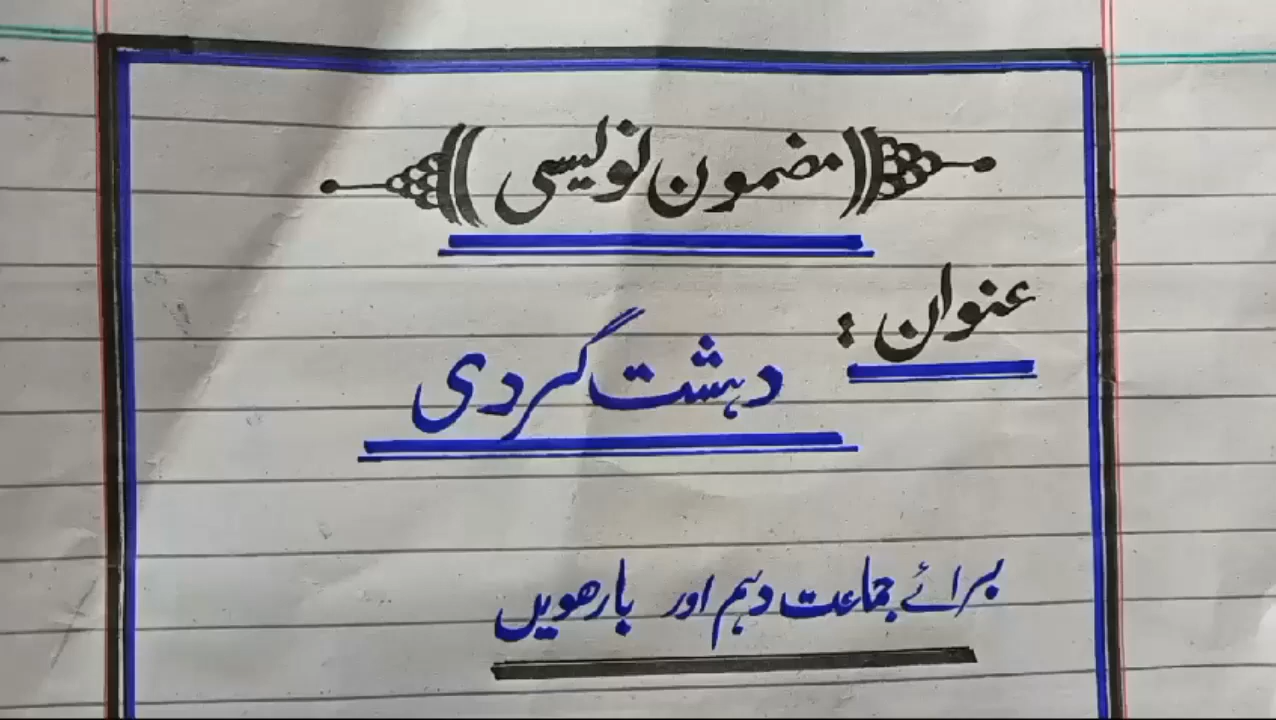 ((مضمون نویسی))
عنوان :
دہشت گردی
برائے جماعت دہم اور بارھویں